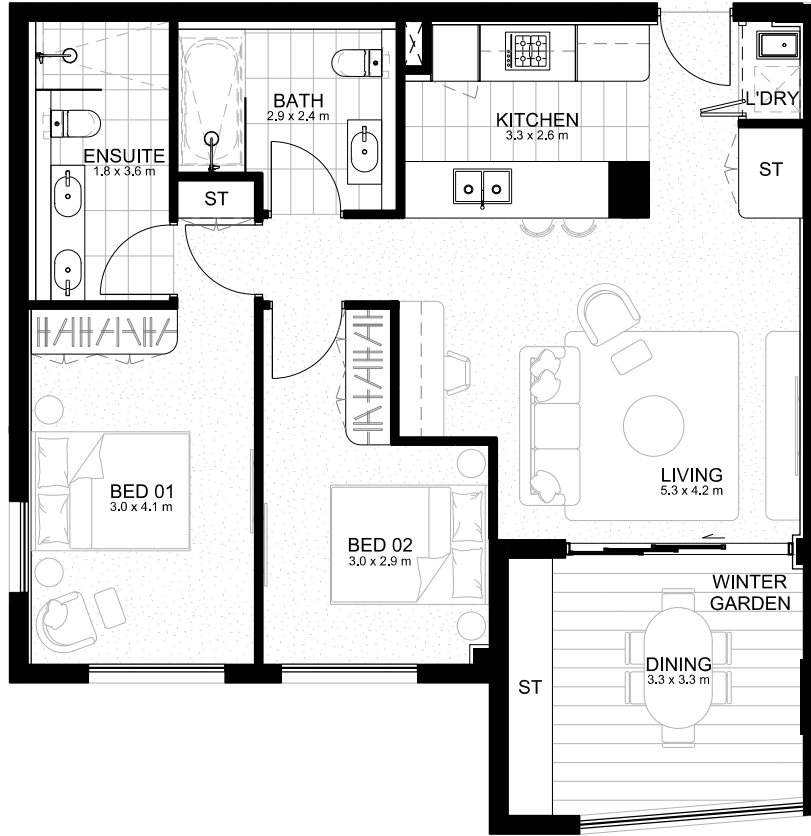 BATH
2.9 x 2.4 m
ENSUITE
1.8 x 3.6 m
ST
KITCHEN
3.3 x 2.6 m
L'DRY
ST
BED 01
3.0 x 4.1 m
BED 02
3.0 x 2.9 m
LIVING
5.3 x 4.2 m
WINTER
GARDEN
DINING
3.3 x 3.3 m
ST